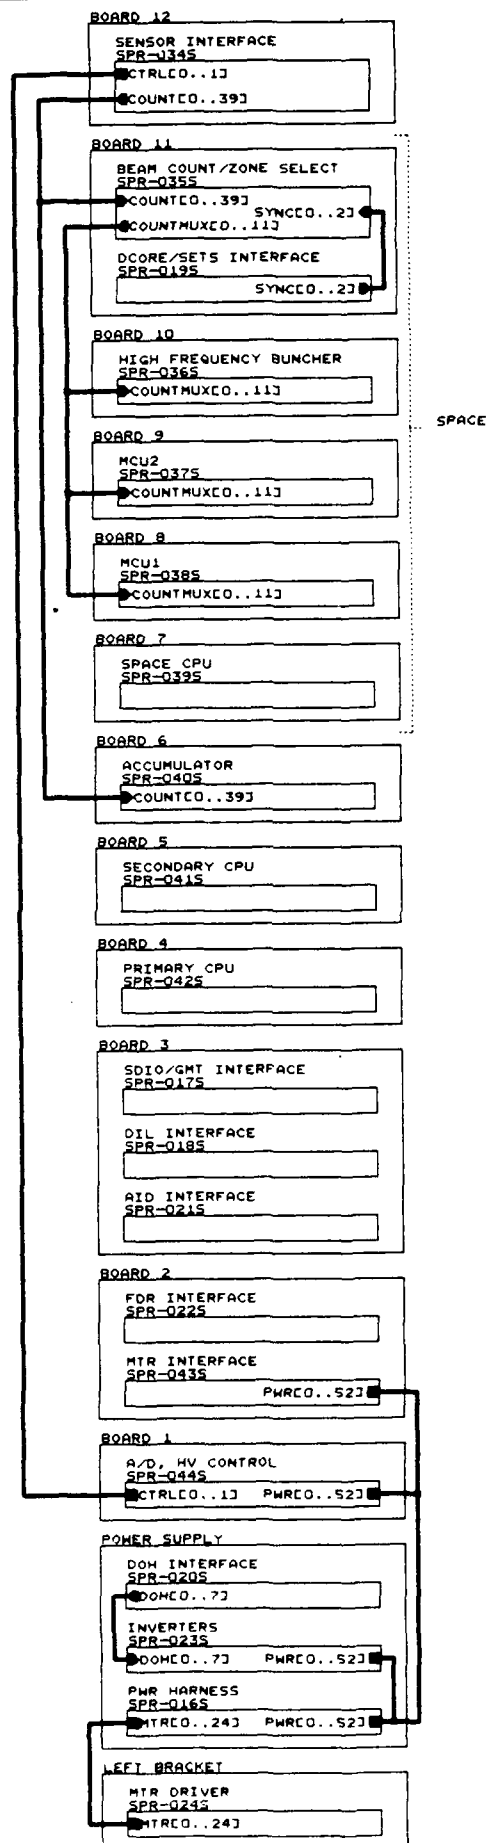 BOARD 12
SENSOR INTERFACE
SPR-034S
CTRL[0..1]
COUNT[0..39]
BOARD 11
BEAM COUNT/ZONE SELECT
SPR-035S
COUNT[0..39]
SYNC[0..2]
COUNTMUX[0..11]
DCORE/SETS INTERFACE
SPR-019S
SYNC[0..2]
BOARD 10
HIGH FREQUENCY BUNCHER
SPR-036S
COUNTMUX[0..11]
SPACE
BOARD 9
MCU2
SPR-037S
COUNTMUX[0..11]
BOARD 8
MCU1
SPR-038S
COUNTMUX[0..11]
BOARD 7
SPACE CPU
SPR-039S
BOARD 6
ACCUMULATOR
SPR-040S
COUNT[0..39]
BOARD 5
SECONDARY CPU
SPR-041S
BOARD 4
PRIMARY CPU
SPR-042S
BOARD 3
SDIO/GMT INTERFACE
SPR-017S
DIL INTERFACE
SPR-018S
AID INTERFACE
SPR-021S
BOARD 2
FDR INTERFACE
SPR-022S
MTR INTERFACE
SPR-043S
PWR[0..52]
BOARD 1
A/D, HV CONTROL
SPR-044S
CTRL[0..1] PWR[0..52]
POWER SUPPLY
DOH INTERFACE
SPR-020S
DOH[0..7]
INVERTERS
SPR-023S
DOH[0..7] PWR[0..52]
PWR HARNESS
SPR-016S
MTR[0..24] PWR[0..52]
LEFT BRACKET
MTR DRIVER
SPR-024S
MTR[0..24]